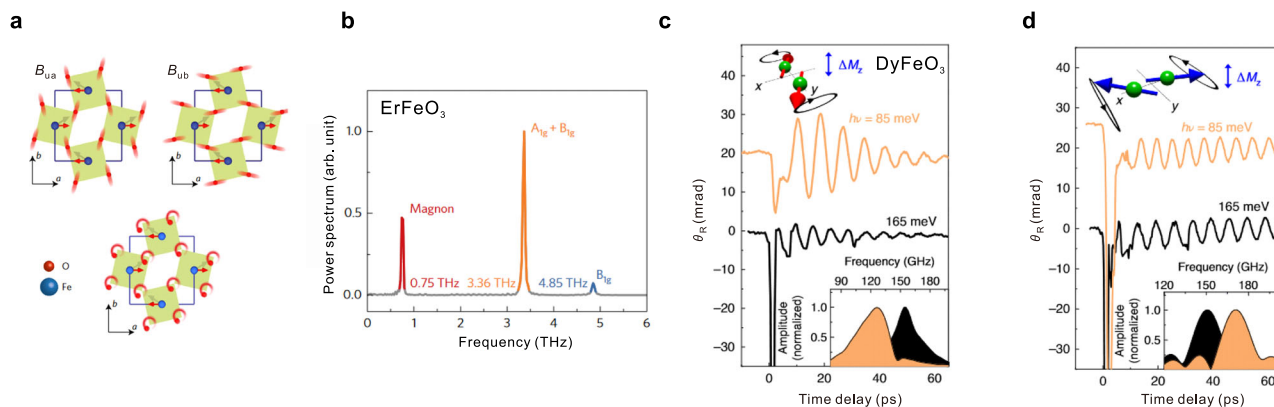 a
B_ua
B_ub
b
a
b
a
O
Fe
b
a
b
ErFeO₃
Power spectrum (arb. unit)
1.0
0.5
0.0
A₁g + B₁g
Magnon
0.75 THz
3.36 THz
4.85 THz
B₁g
0
1
2
3
4
5
6
Frequency (THz)
c
DyFeO₃
ΔM_z
x
y
hν = 85 meV
165 meV
θ_R (mrad)
40
30
20
10
0
−10
−20
−30
Frequency (GHz)
90
120
150
180
Amplitude
(normalized)
1.0
0.5
0
20
40
60
Time delay (ps)
d
ΔM_z
x
y
hν = 85 meV
165 meV
θ_R (mrad)
40
30
20
10
0
−10
−20
−30
Frequency (GHz)
120
150
180
Amplitude
(normalized)
1.0
0.5
0
20
40
60
Time delay (ps)